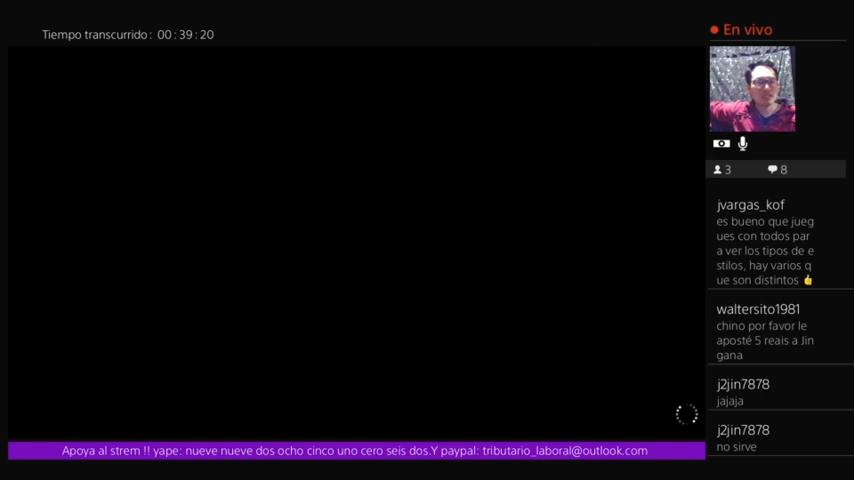 Tiempo transcurrido: 00:39:20
En vivo
3 8
jvargas_kof
es bueno que jueg
ues con todos par
a ver los tipos de e
stilos, hay varios q
ue son distintos 👍
waltersito1981
chino por favor le
aposté 5 reais a Jin
gana
j2jin7878
jajaja
j2jin7878
no sirve
Apoya al strem !! yape: nueve nueve dos ocho cinco uno cero seis dos.Y paypal: tributario_laboral@outlook.com